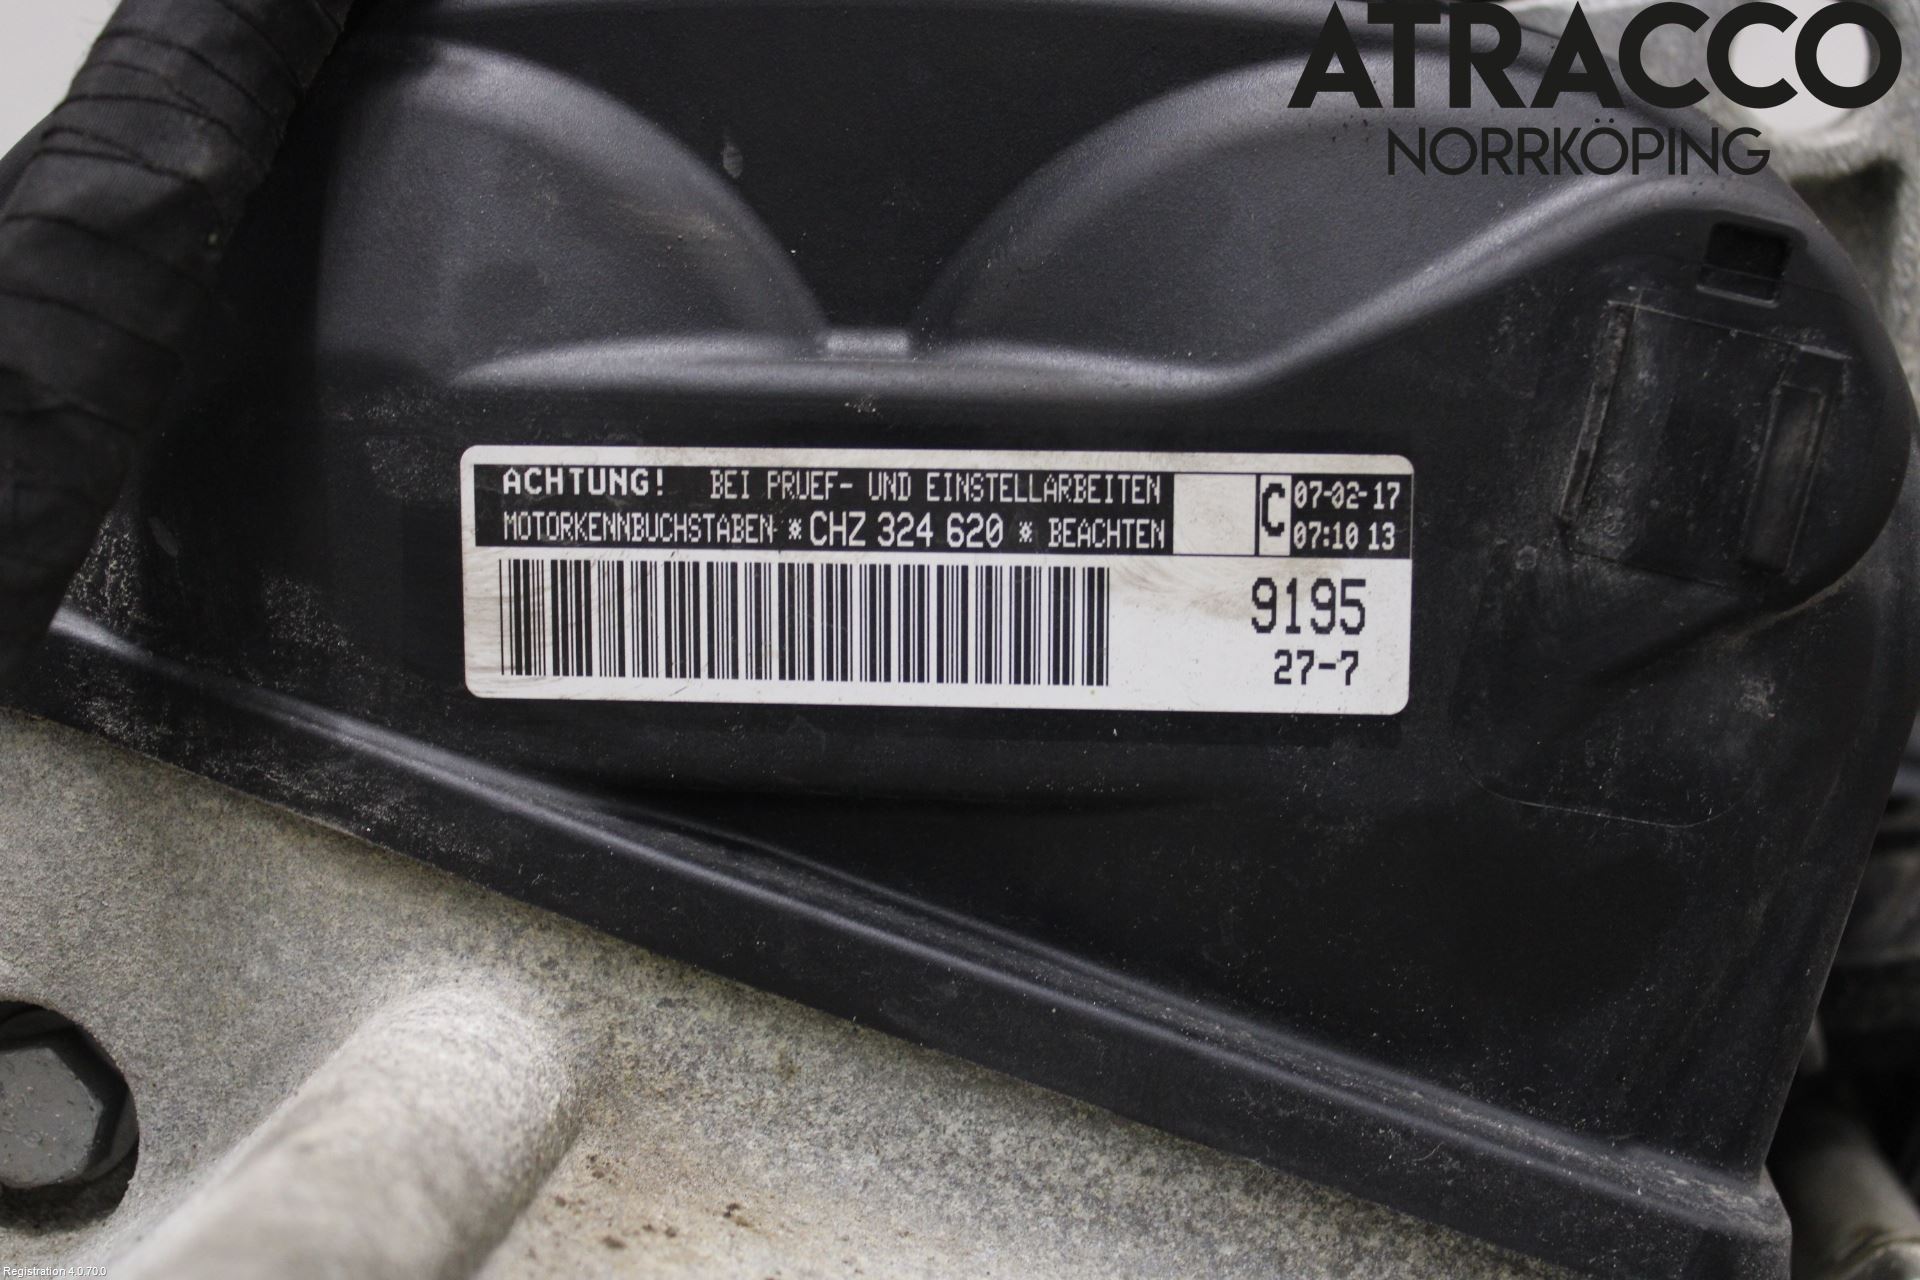 ATRACCO
NORRKÖPING
ACHTUNG! BEI PRUEF- UND EINSTELLARBEITEN
MOTORKENNBUCHSTABEN *CHZ 324 620 * BEACHTEN
C
07-02-17
07:10 13
9195
27-7
Registration 4.0.70.0